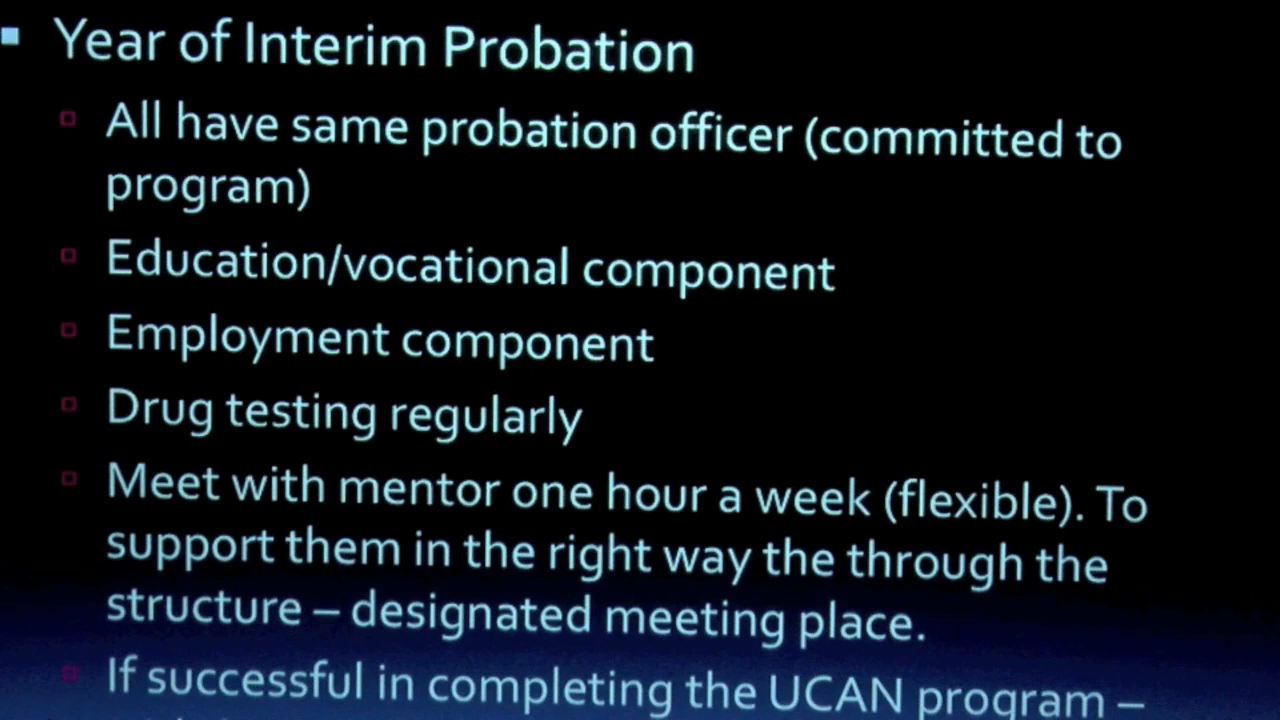 Year of Interim Probation
All have same probation officer (committed to
program)
Education/vocational component
Employment component
Drug testing regularly
Meet with mentor one hour a week (flexible). To
support them in the right way the through the
structure – designated meeting place.
If successful in completing the UCAN program –